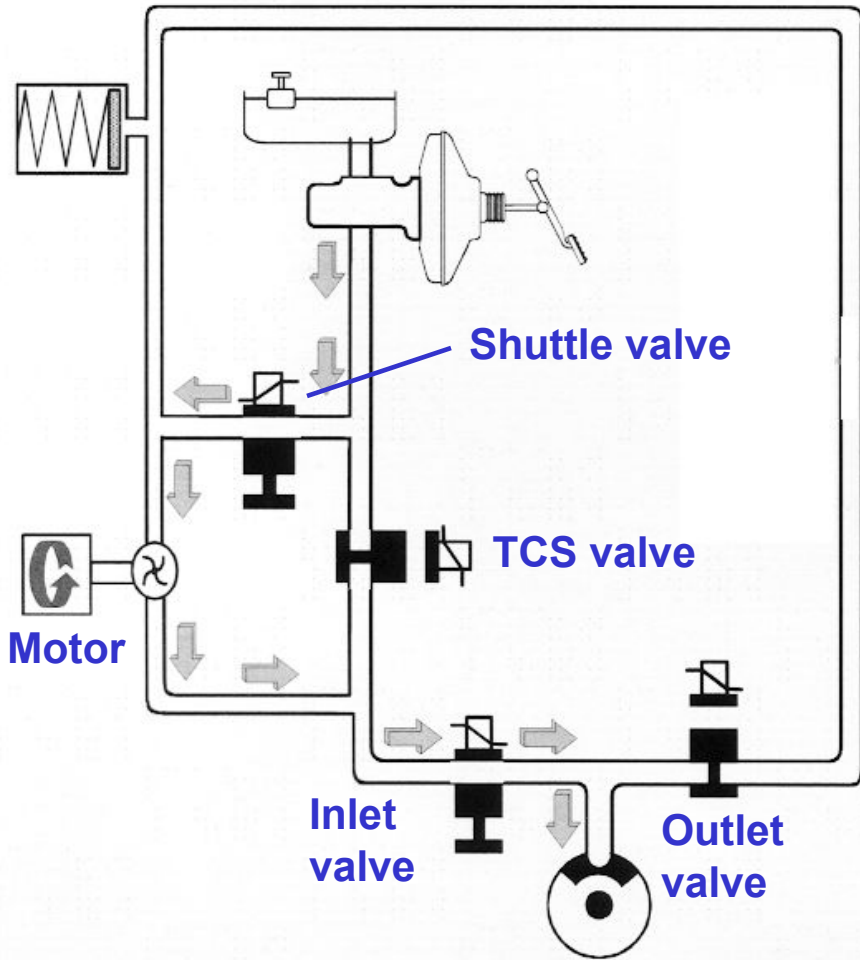 Shuttle valve
TCS valve
Motor
Inlet
valve
Outlet
valve